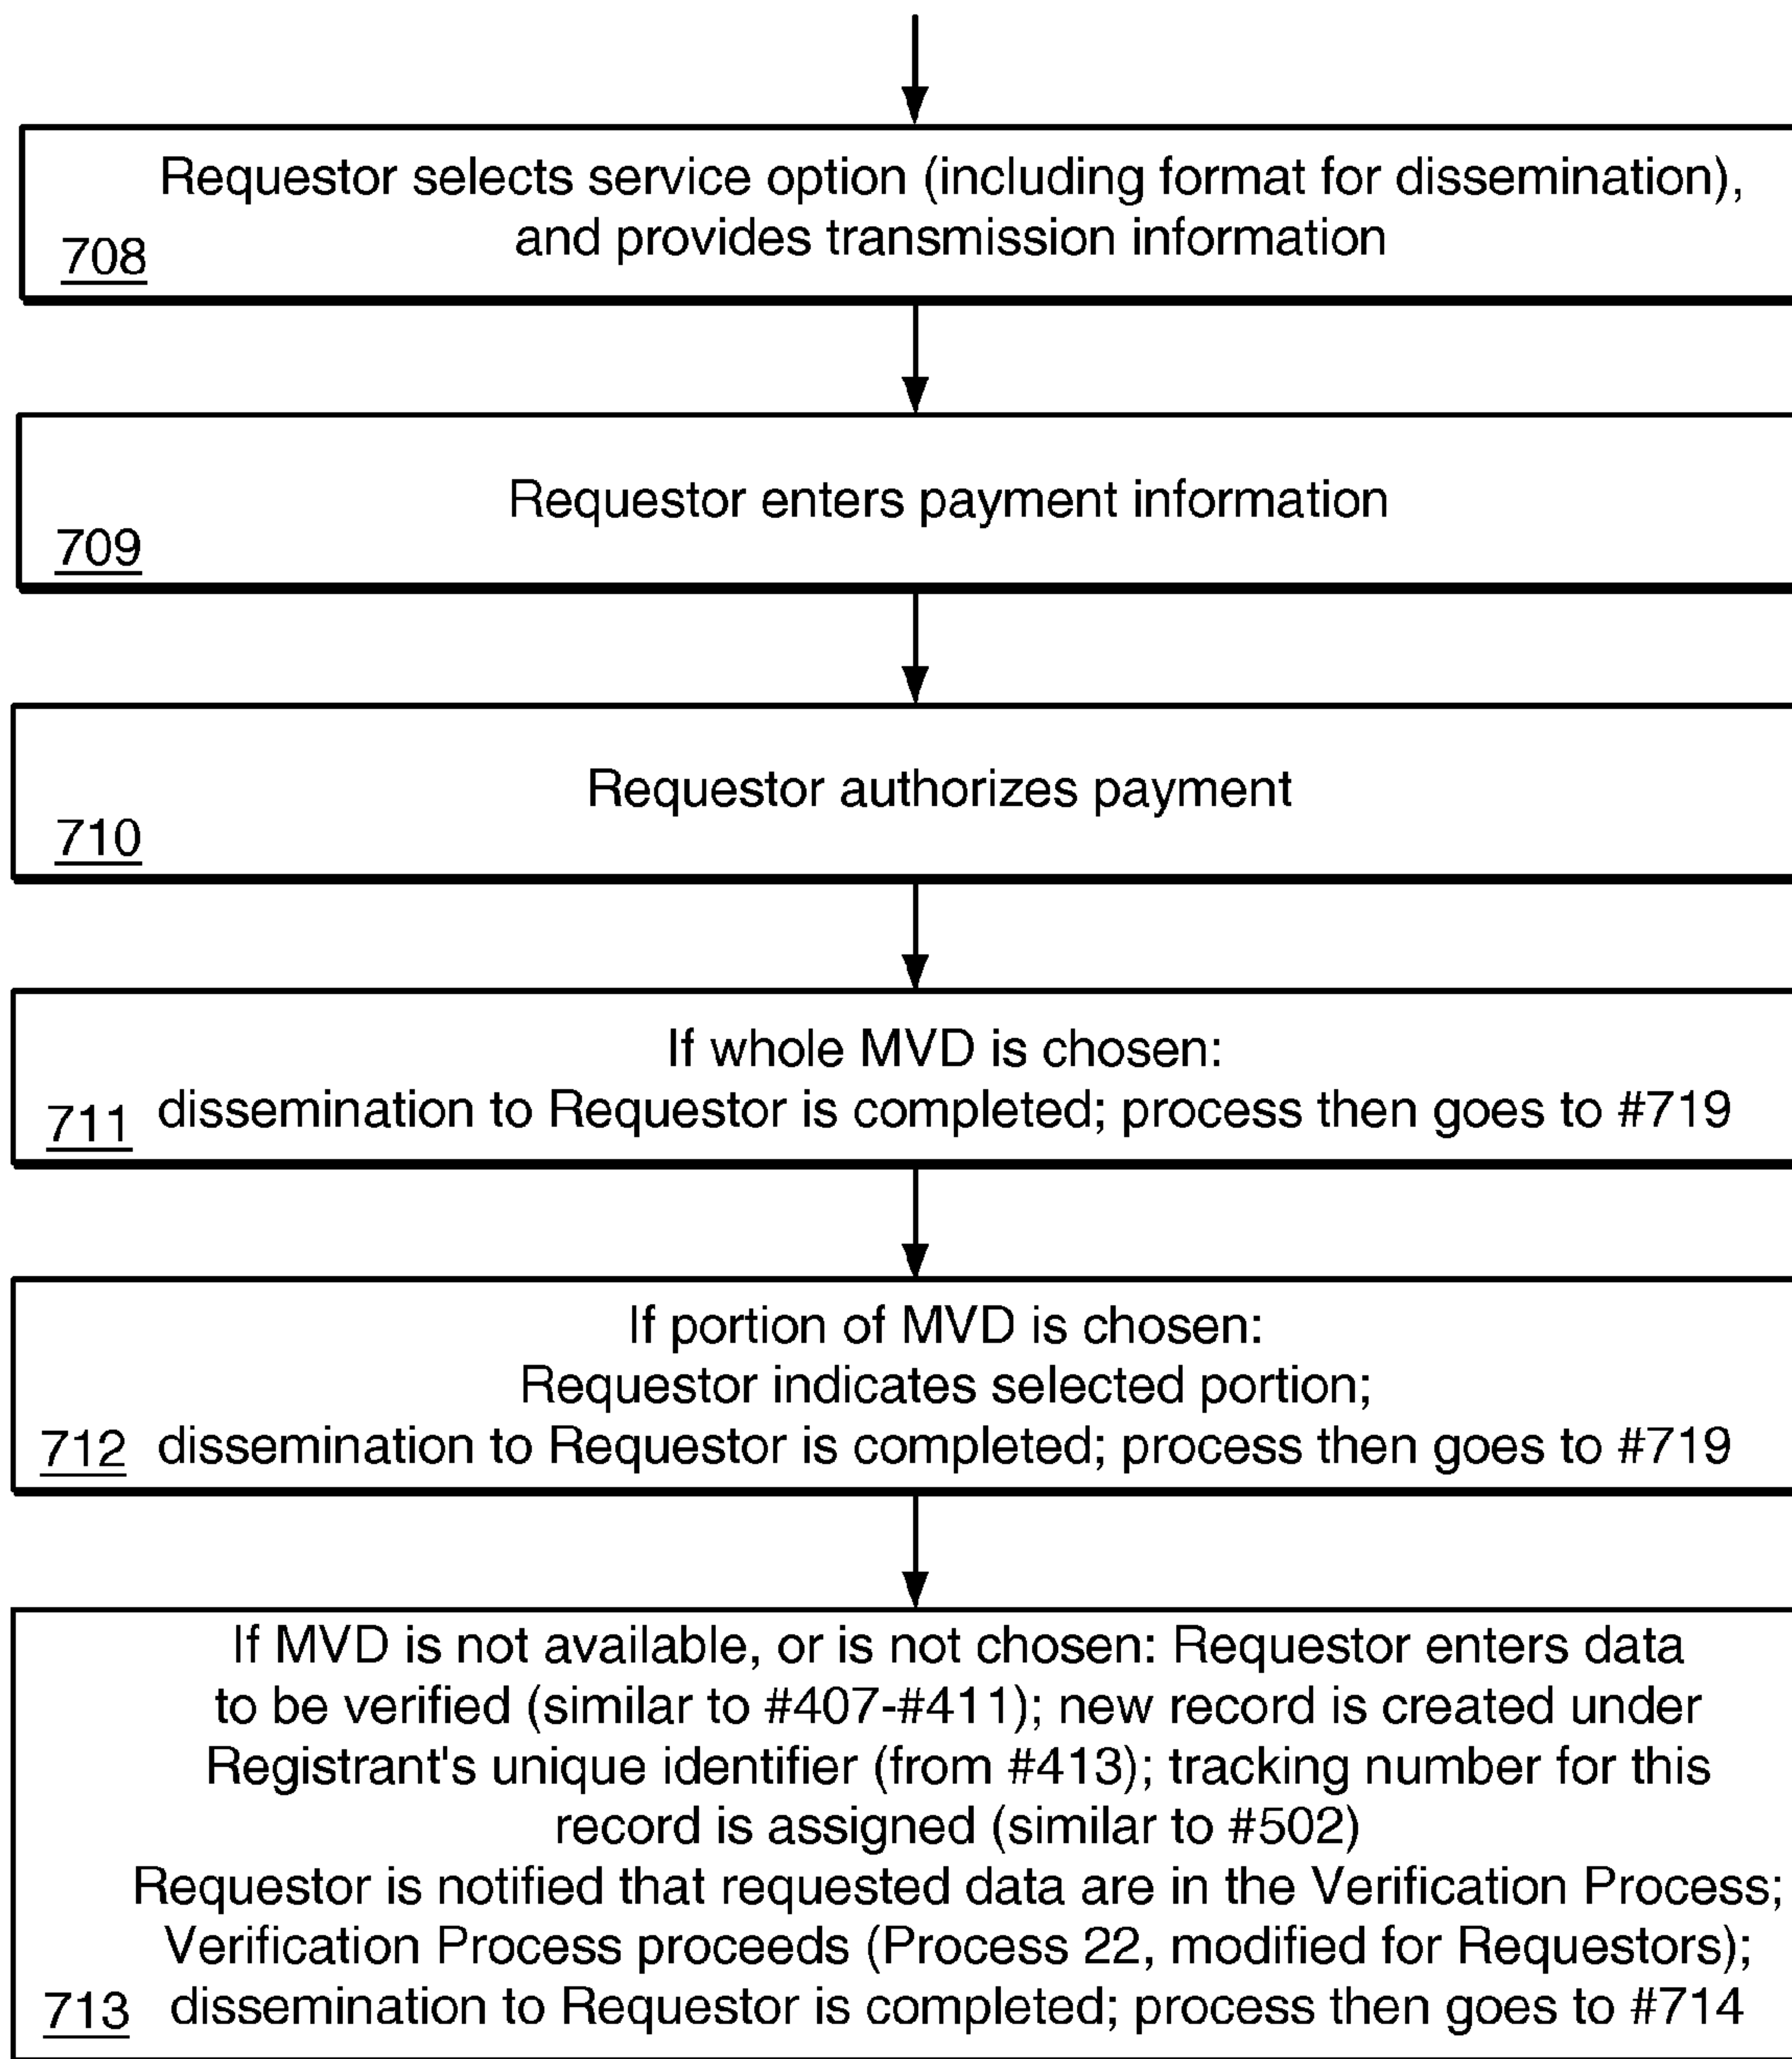 Requestor selects service option (including format for dissemination),
and provides transmission information
708
Requestor enters payment information
709
Requestor authorizes payment
710
If whole MVD is chosen:
711 dissemination to Requestor is completed; process then goes to #719
If portion of MVD is chosen:
Requestor indicates selected portion;
712 dissemination to Requestor is completed; process then goes to #719
If MVD is not available, or is not chosen: Requestor enters data
to be verified (similar to #407-#411); new record is created under
Registrant's unique identifier (from #413); tracking number for this
record is assigned (similar to #502)
Requestor is notified that requested data are in the Verification Process;
Verification Process proceeds (Process 22, modified for Requestors);
713 dissemination to Requestor is completed; process then goes to #714